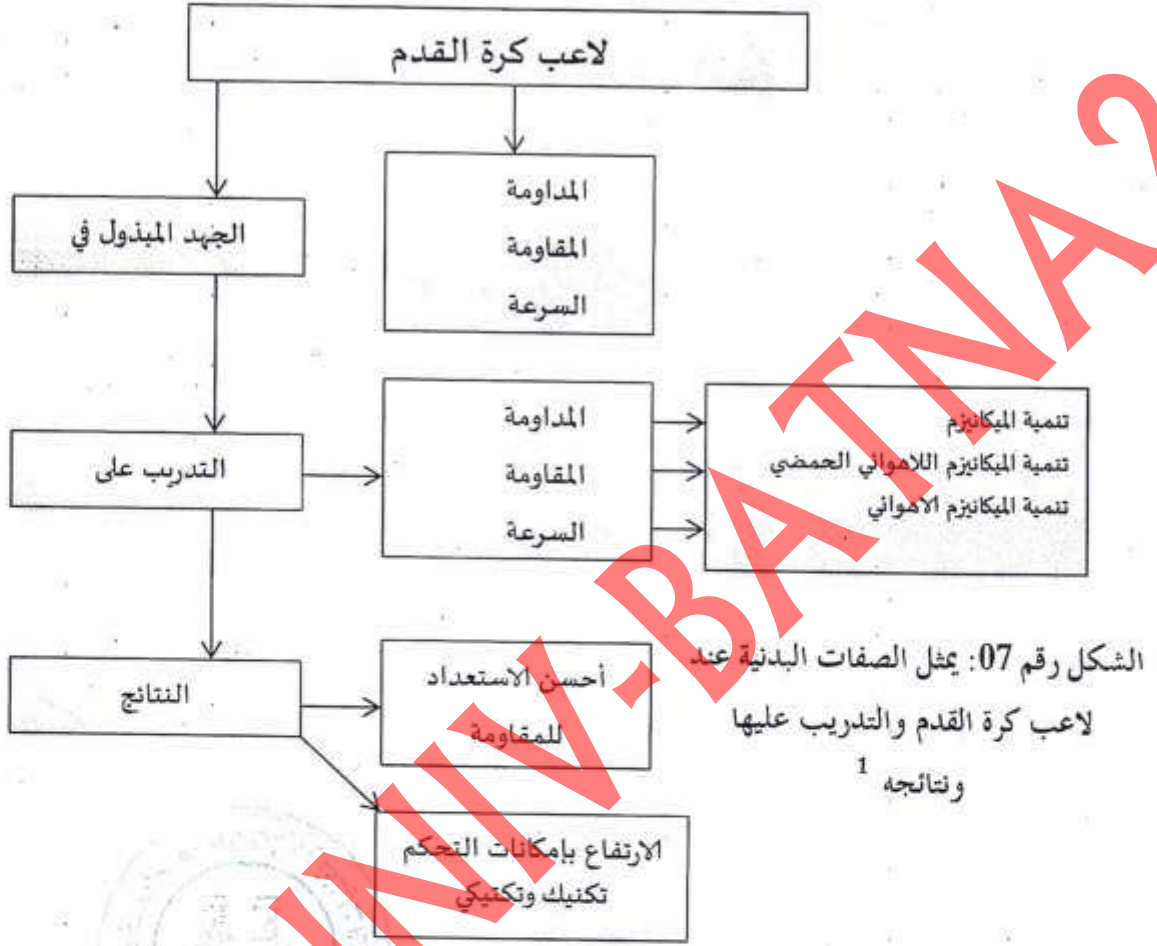 لاعب كرة القدم
المداومة
المقاومة
السرعة
الجهد المبذول في
المداومة
المقاومة
السرعة
تنمية الميكانيزم
تنمية الميكانيزم اللاهوائي الحمضي
تنمية الميكانيزم الاهوائي
التدريب على
النتائج
أحسن الاستعداد
للمقاومة
الشكل رقم 07: يمثل الصفات البدنية عند
لاعب كرة القدم والتدريب عليها
ونتائجه 1
الارتفاع بإمكانات التحكم
تكنيك وتكتيكي
UNIV-BATNA 2